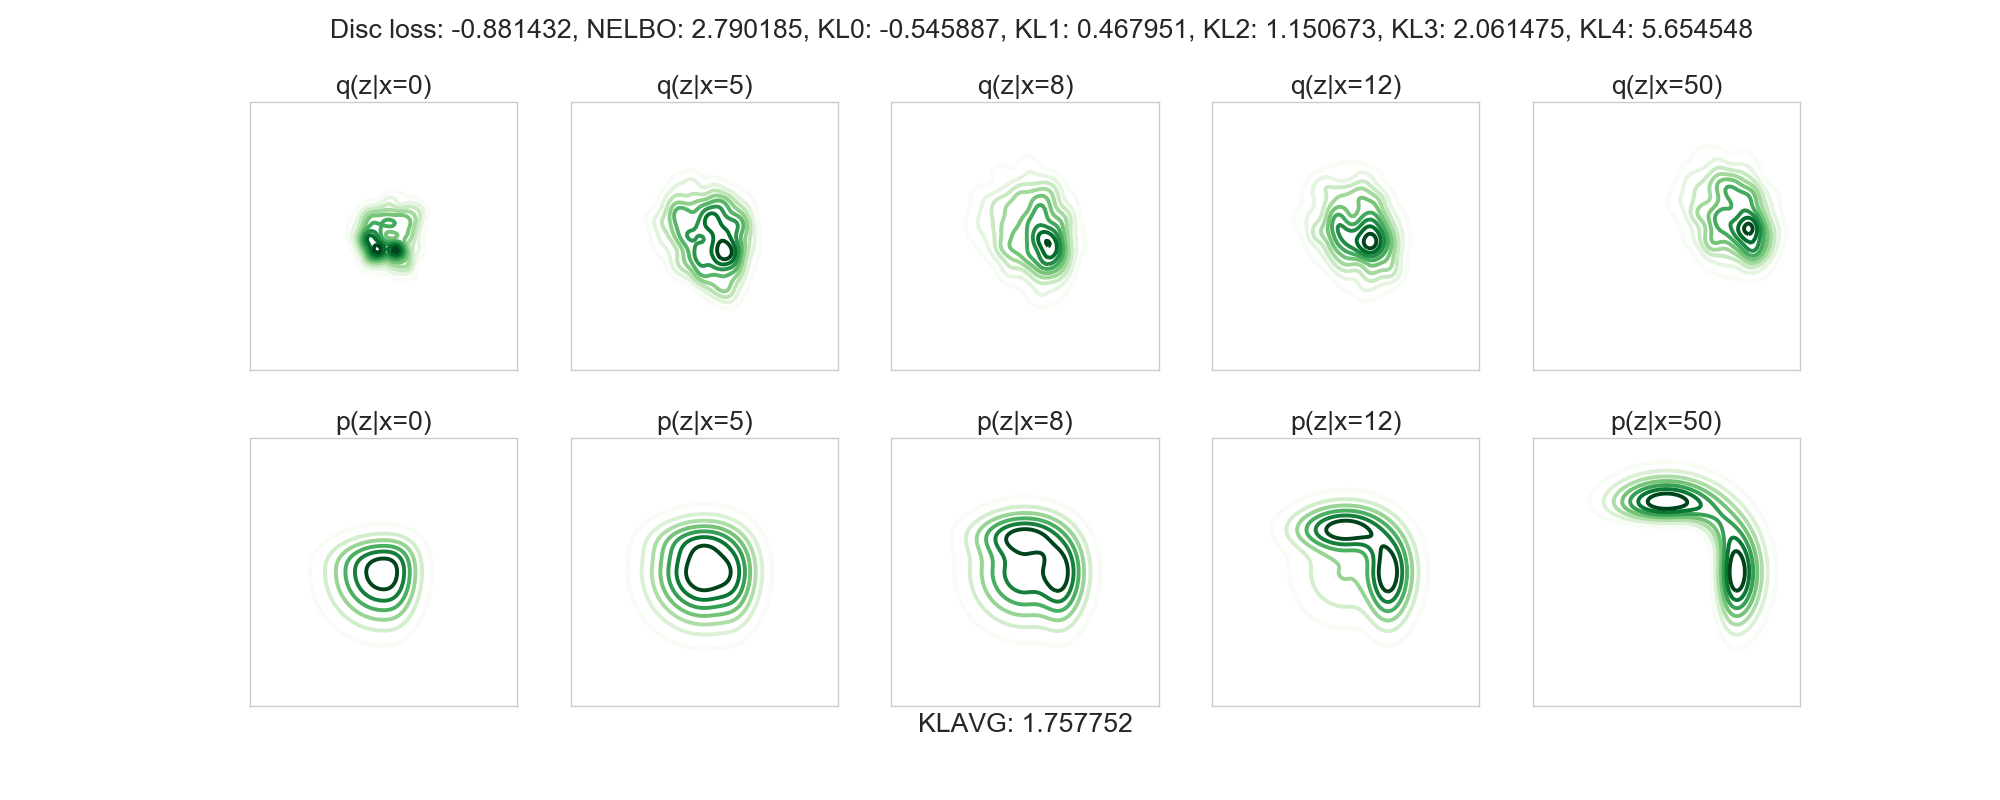 Disc loss: -0.881432, NELBO: 2.790185, KL0: -0.545887, KL1: 0.467951, KL2: 1.150673, KL3: 2.061475, KL4: 5.654548
q(z|x=0) q(z|x=5) q(z|x=8) q(z|x=12) q(z|x=50)
p(z|x=0) p(z|x=5) p(z|x=8) p(z|x=12) p(z|x=50)
KLAVG: 1.757752